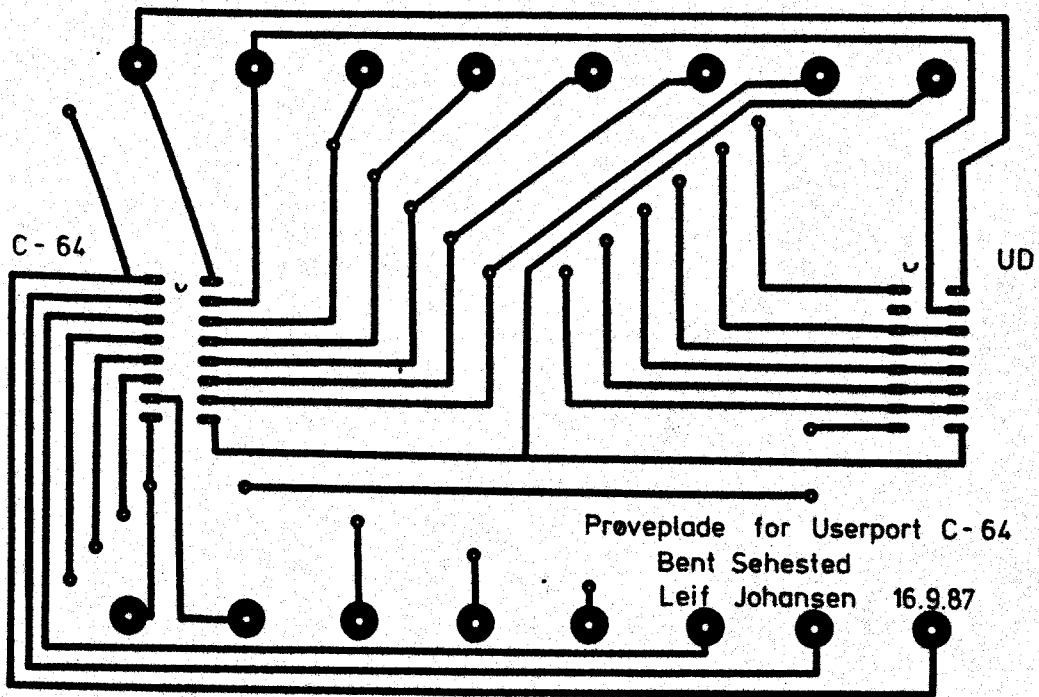 C - 64
UD
Prøveplade for Userport C - 64
Bent Sehested
Leif Johansen 16.9.87